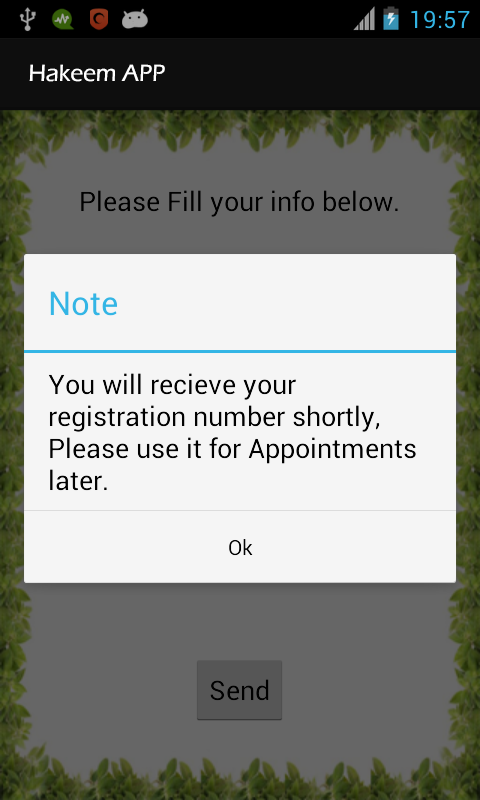 19:57
Hakeem APP
Please Fill your info below.
Note
You will recieve your
registration number shortly,
Please use it for Appointments
later.
Ok
Send